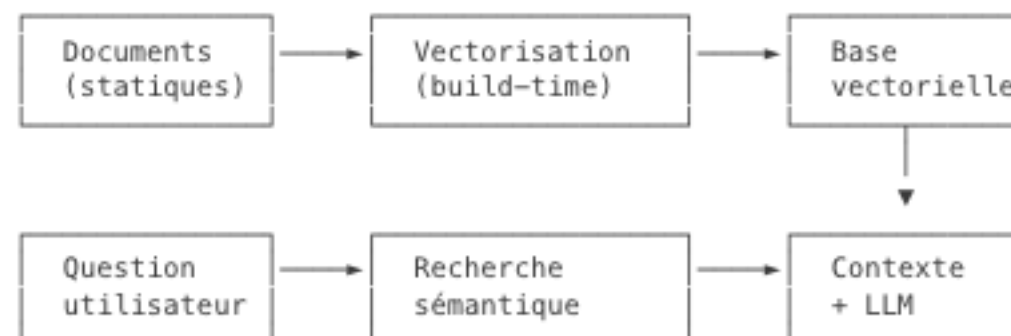 Documents
(statiques)
Vectorisation
(build-time)
Base
vectorielle
Question
utilisateur
Recherche
sémantique
Contexte
+ LLM